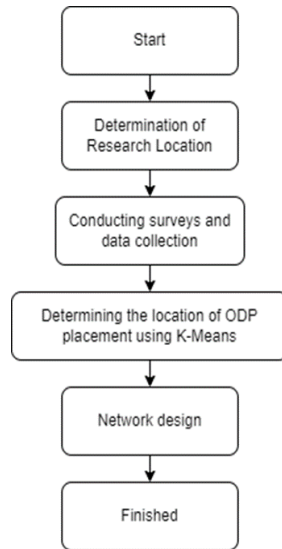 Start
Determination of
Research Location
Conducting surveys and
data collection
Determining the location of ODP
placement using K-Means
Network design
Finished